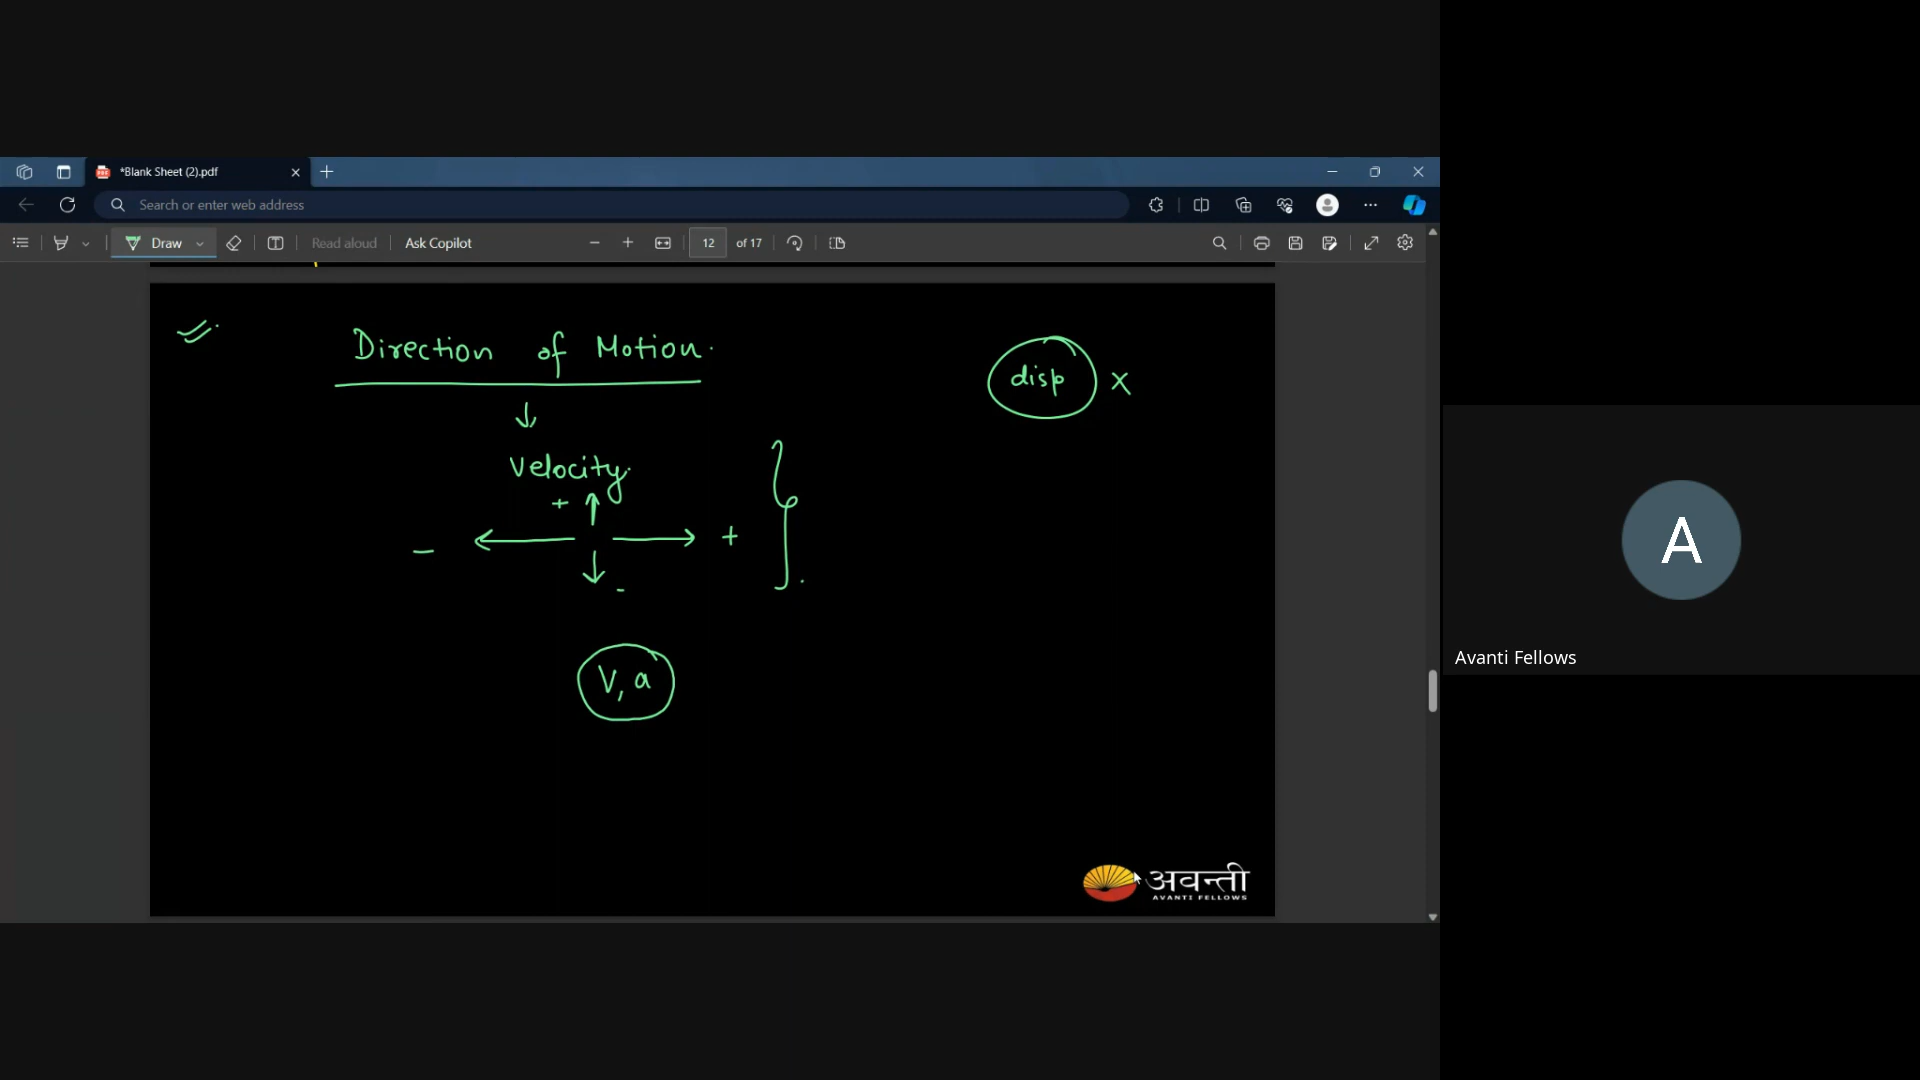 *Blank Sheet (2).pdf
Search or enter web address
Draw
Read aloud
Ask Copilot
12 of 17
Direction of Motion.
disp x
↓
Velocity.
+ ↑
- ← → +
↓ -
V, a
अवन्ती
AVANTI FELLOWS
A
Avanti Fellows